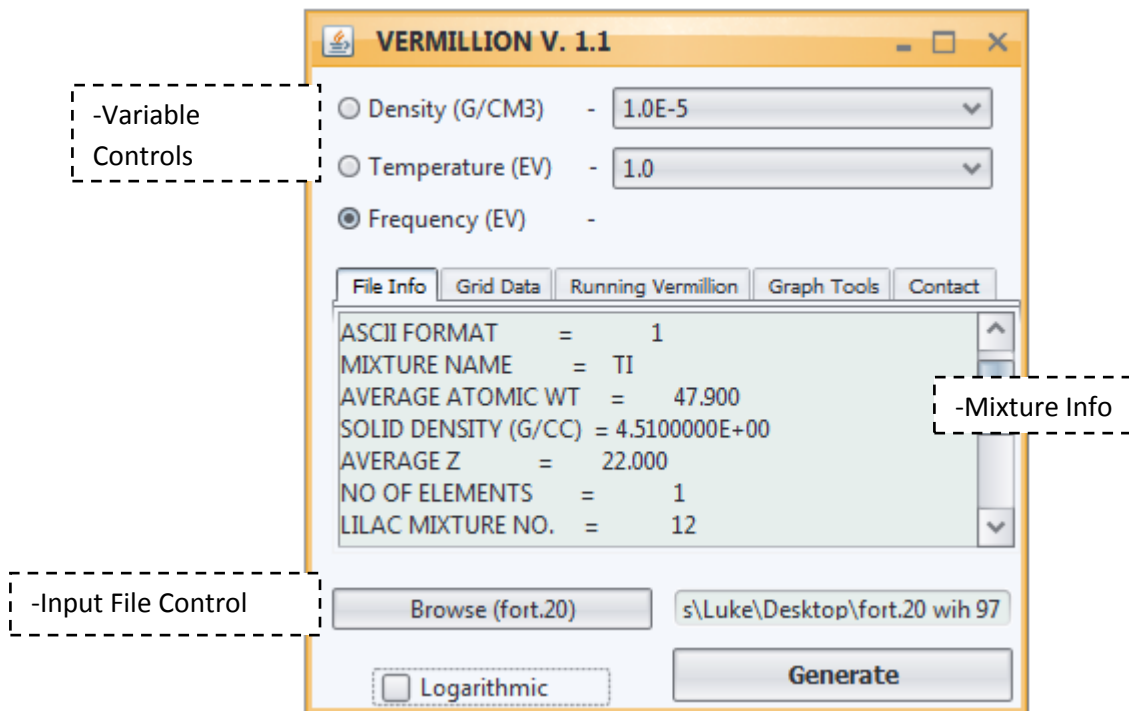 VERMILLION V. 1.1
-Variable
Controls
Density (G/CM3) - 1.0E-5
Temperature (EV) - 1.0
Frequency (EV) -
File Info Grid Data Running Vermillion Graph Tools Contact
ASCII FORMAT = 1
MIXTURE NAME = TI
AVERAGE ATOMIC WT = 47.900
SOLID DENSITY (G/CC) = 4.5100000E+00
AVERAGE Z = 22.000
NO OF ELEMENTS = 1
LILAC MIXTURE NO. = 12
-Mixture Info
-Input File Control
Browse (fort.20) s\Luke\Desktop\fort.20 wih 97
Logarithmic Generate